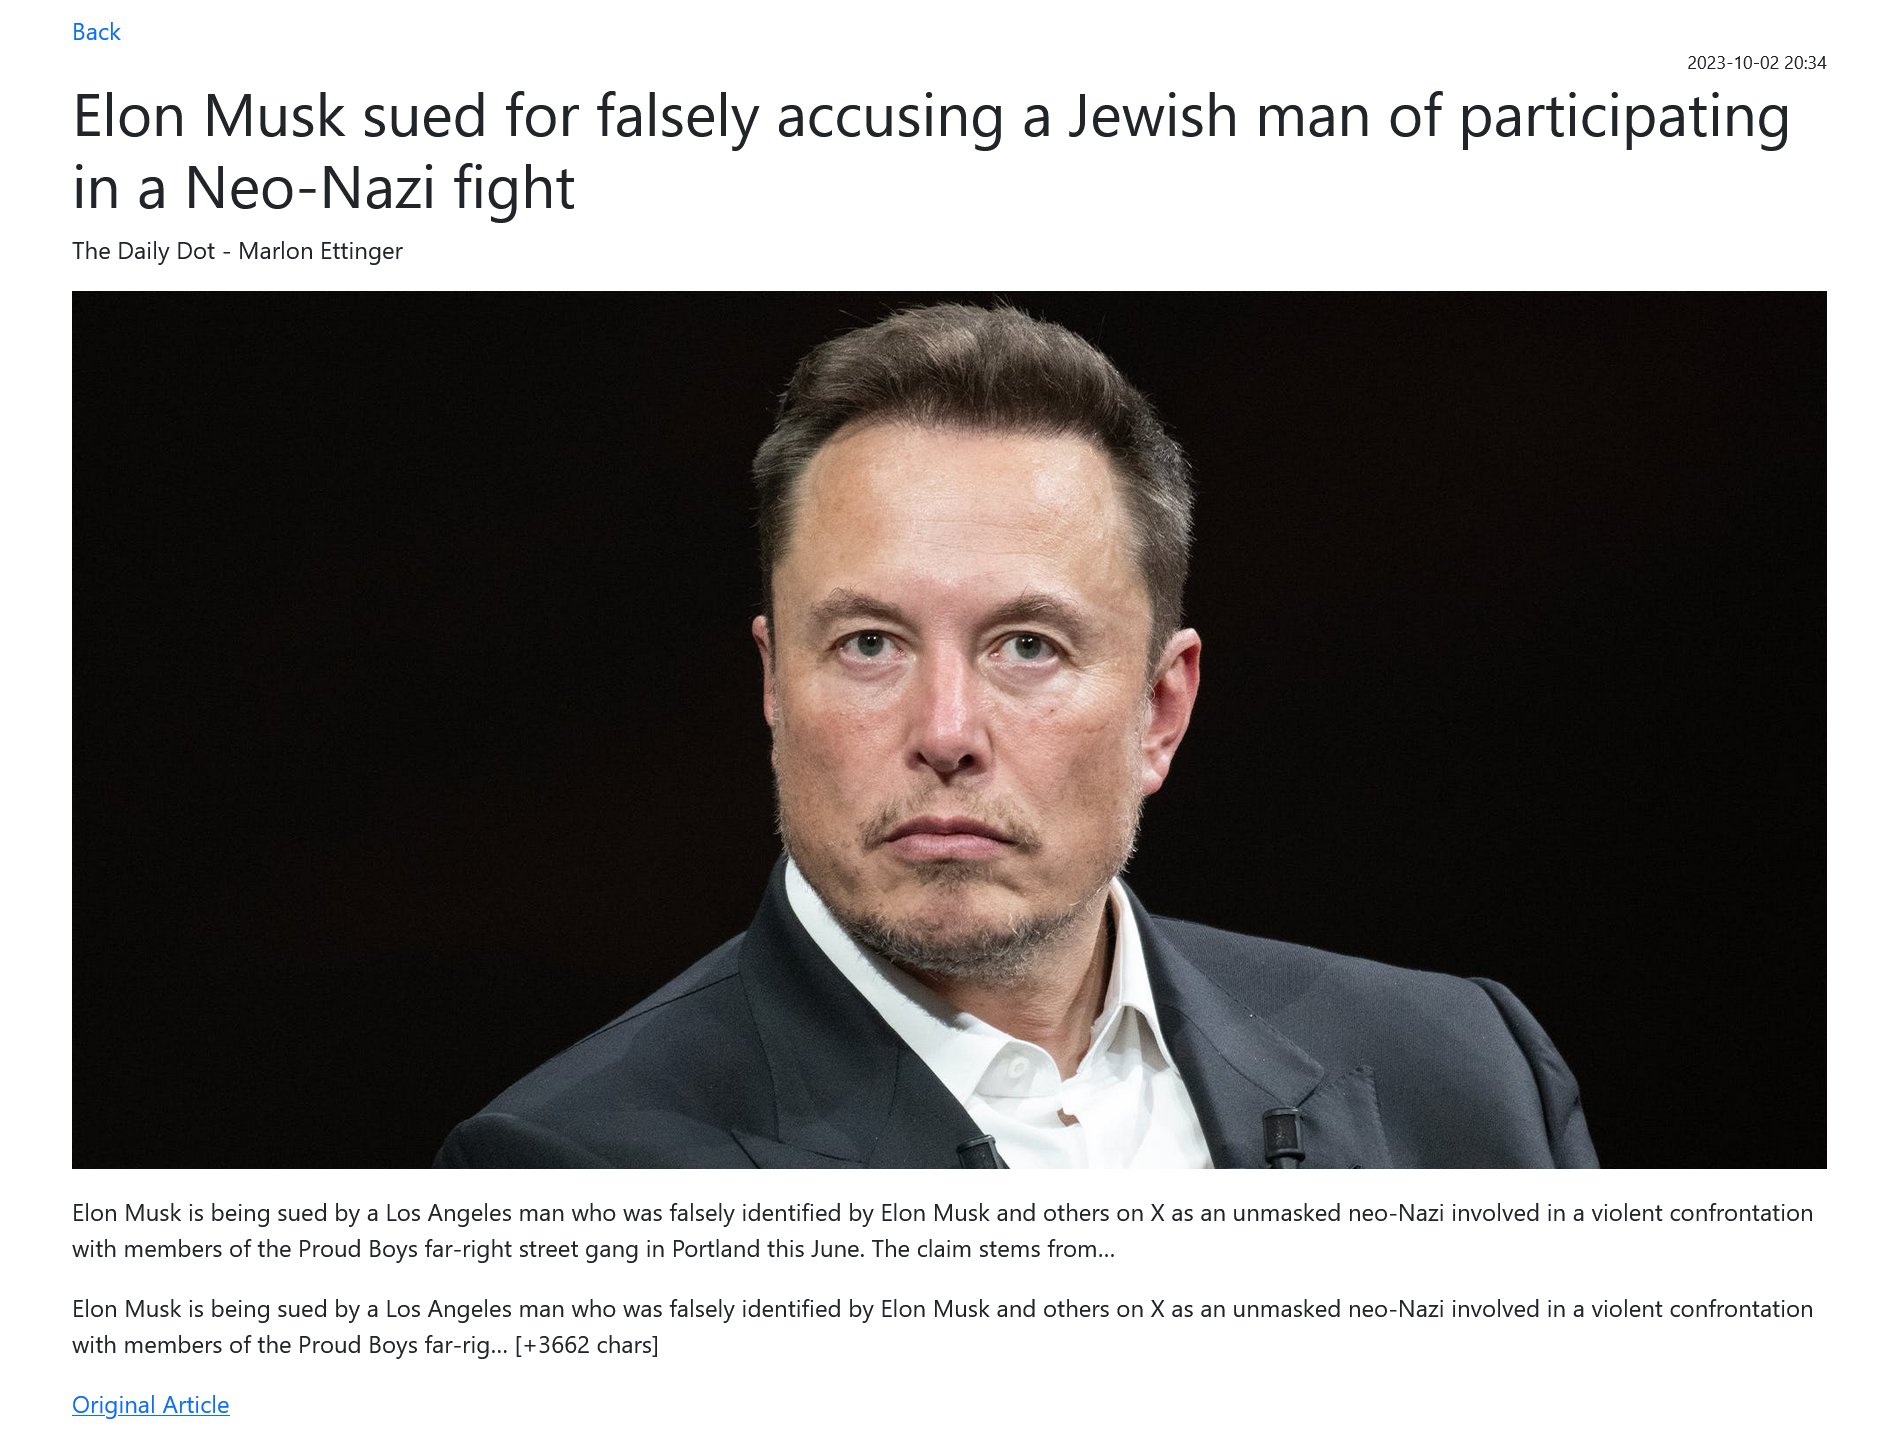 Back
2023-10-02 20:34
Elon Musk sued for falsely accusing a Jewish man of participating
in a Neo-Nazi fight
The Daily Dot - Marlon Ettinger
Elon Musk is being sued by a Los Angeles man who was falsely identified by Elon Musk and others on X as an unmasked neo-Nazi involved in a violent confrontation
with members of the Proud Boys far-right street gang in Portland this June. The claim stems from...
Elon Musk is being sued by a Los Angeles man who was falsely identified by Elon Musk and others on X as an unmasked neo-Nazi involved in a violent confrontation
with members of the Proud Boys far-rig... [+3662 chars]
Original Article